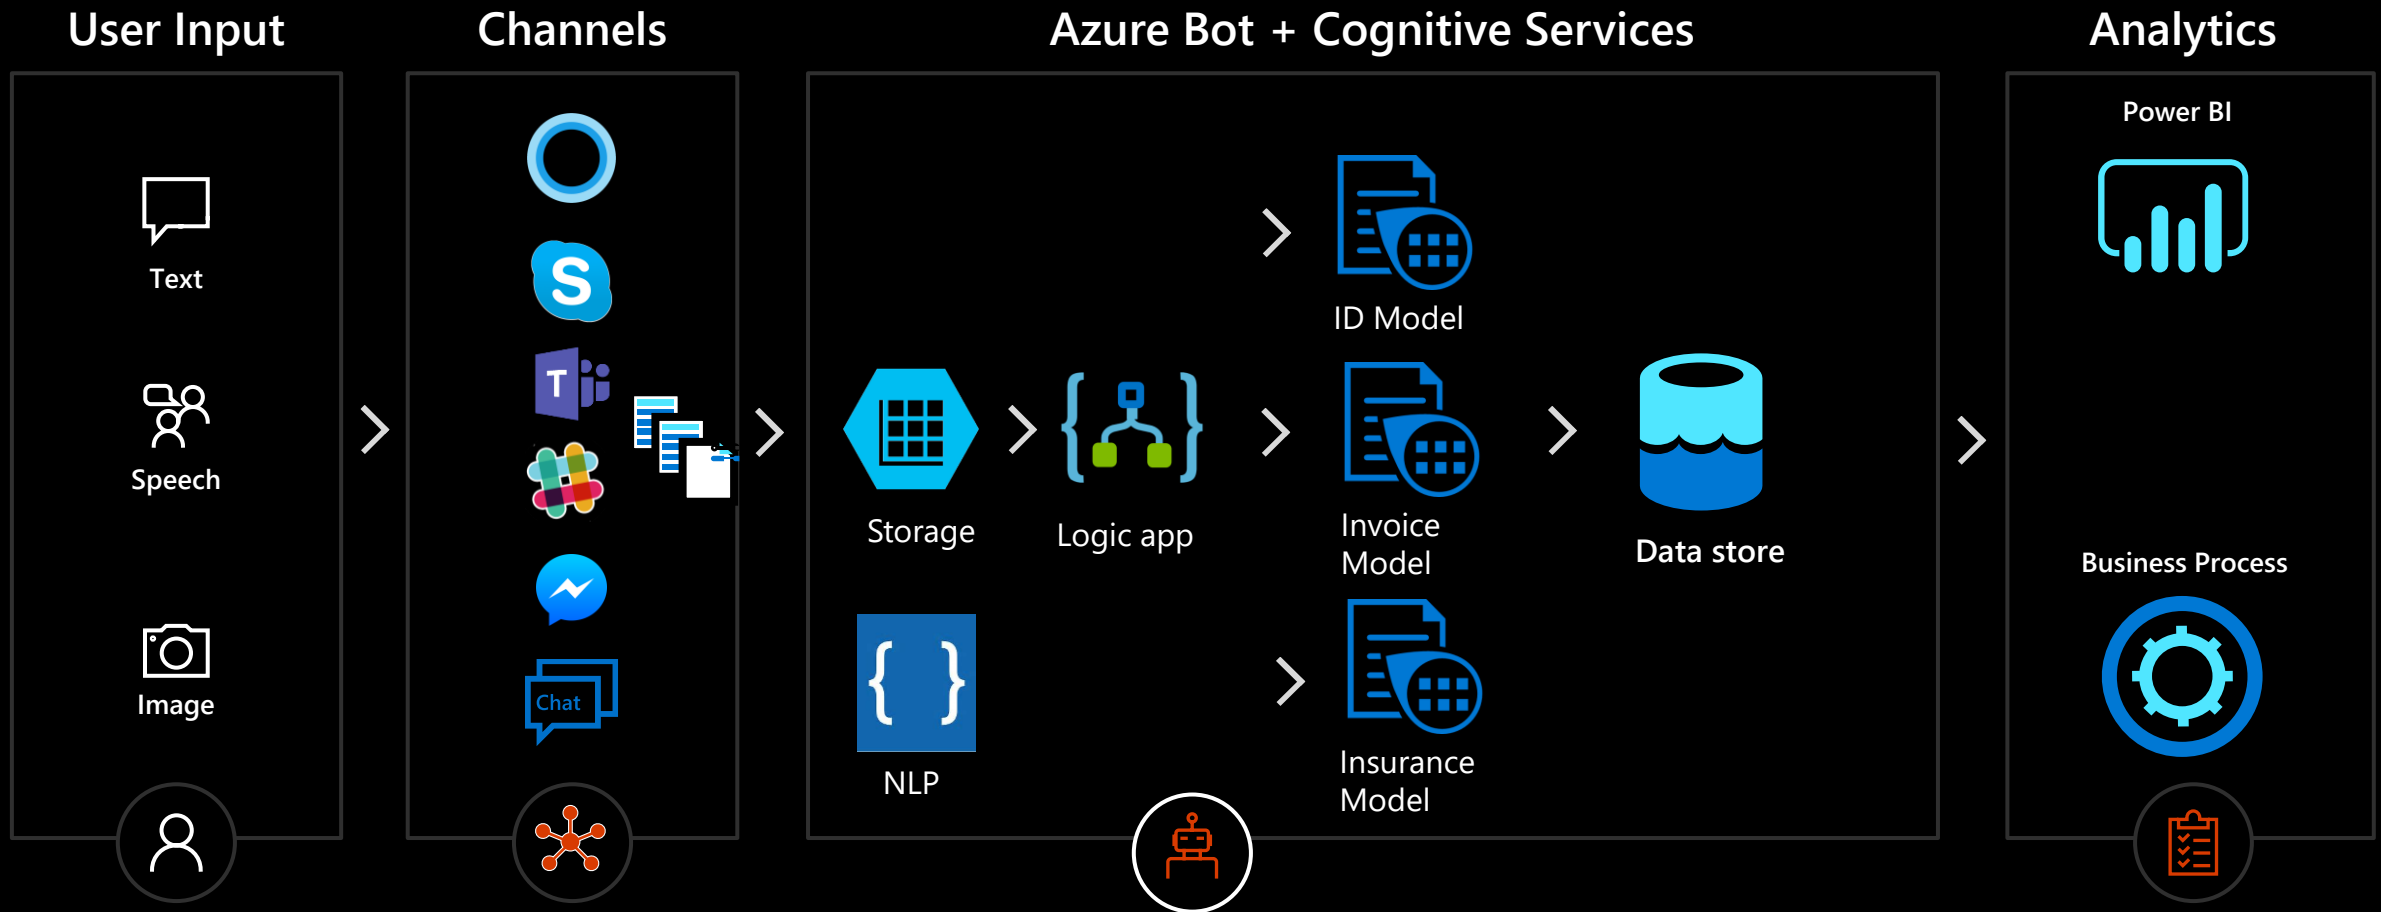 User Input
Channels
Azure Bot + Cognitive Services
Analytics
Text
Speech
Image
S
T
Chat
Storage
Logic app
{ }
NLP
ID Model
Invoice
Model
Insurance
Model
Data store
Power BI
Business Process